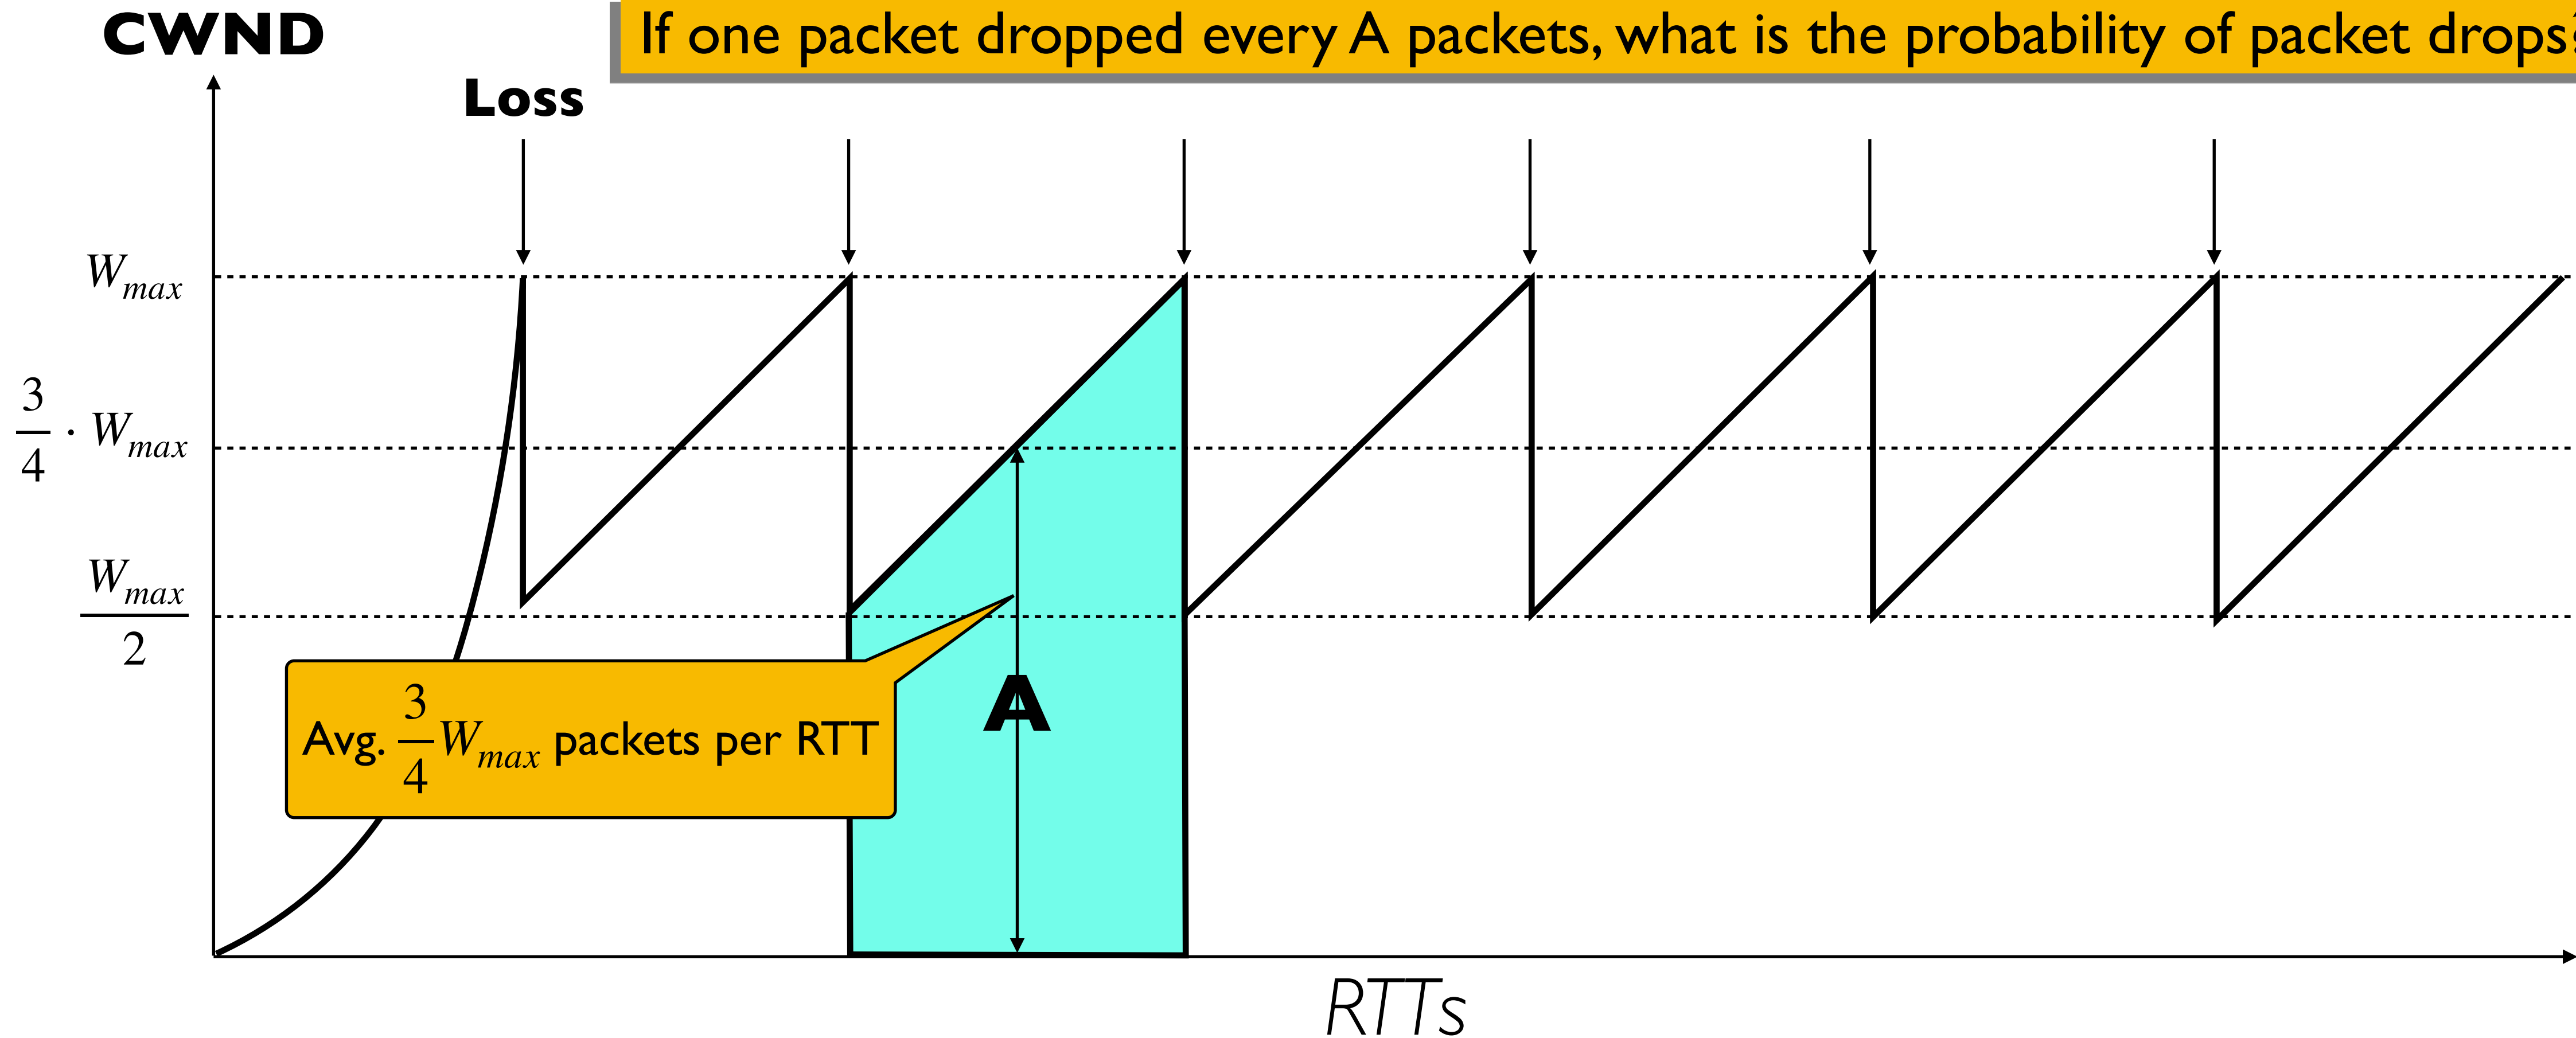 CWND
If one packet dropped every A packets, what is the probability of packet drops?
Loss
W_max
3/4 · W_max
W_max/2
Avg. 3/4 W_max packets per RTT
A
RTTs